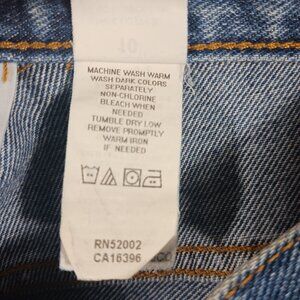 MACHINE WASH WARM
WASH DARK COLORS
SEPARATELY
NON-CHLORINE
BLEACH WHEN
NEEDED
TUMBLE DRY LOW
REMOVE PROMPTLY
WARM IRON
IF NEEDED
RN52002
CA16396